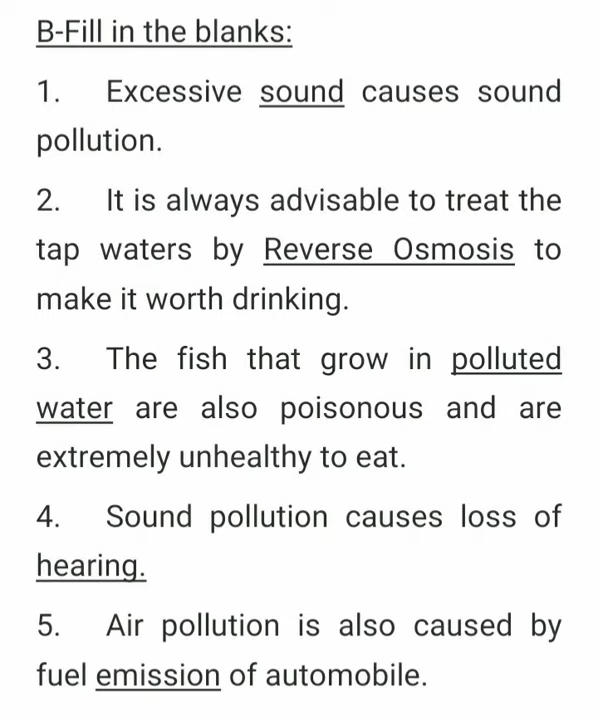 B-Fill in the blanks:
1. Excessive sound causes sound
pollution.
2. It is always advisable to treat the
tap waters by Reverse Osmosis to
make it worth drinking.
3. The fish that grow in polluted
water are also poisonous and are
extremely unhealthy to eat.
4. Sound pollution causes loss of
hearing.
5. Air pollution is also caused by
fuel emission of automobile.